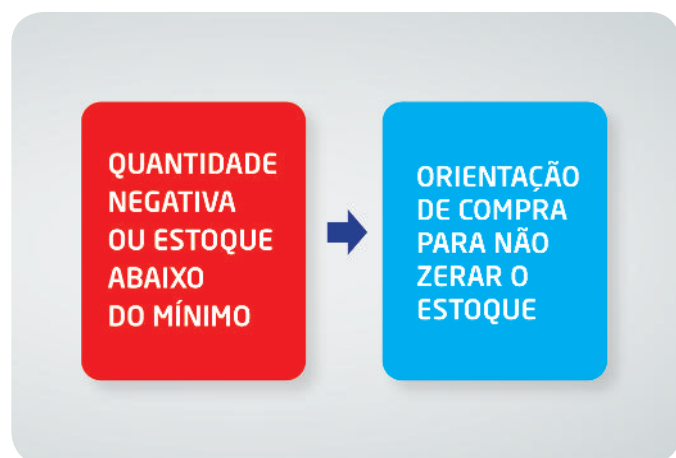 QUANTIDADE
NEGATIVA
OU ESTOQUE
ABAIXO
DO MÍNIMO
ORIENTAÇÃO
DE COMPRA
PARA NÃO
ZERAR O
ESTOQUE